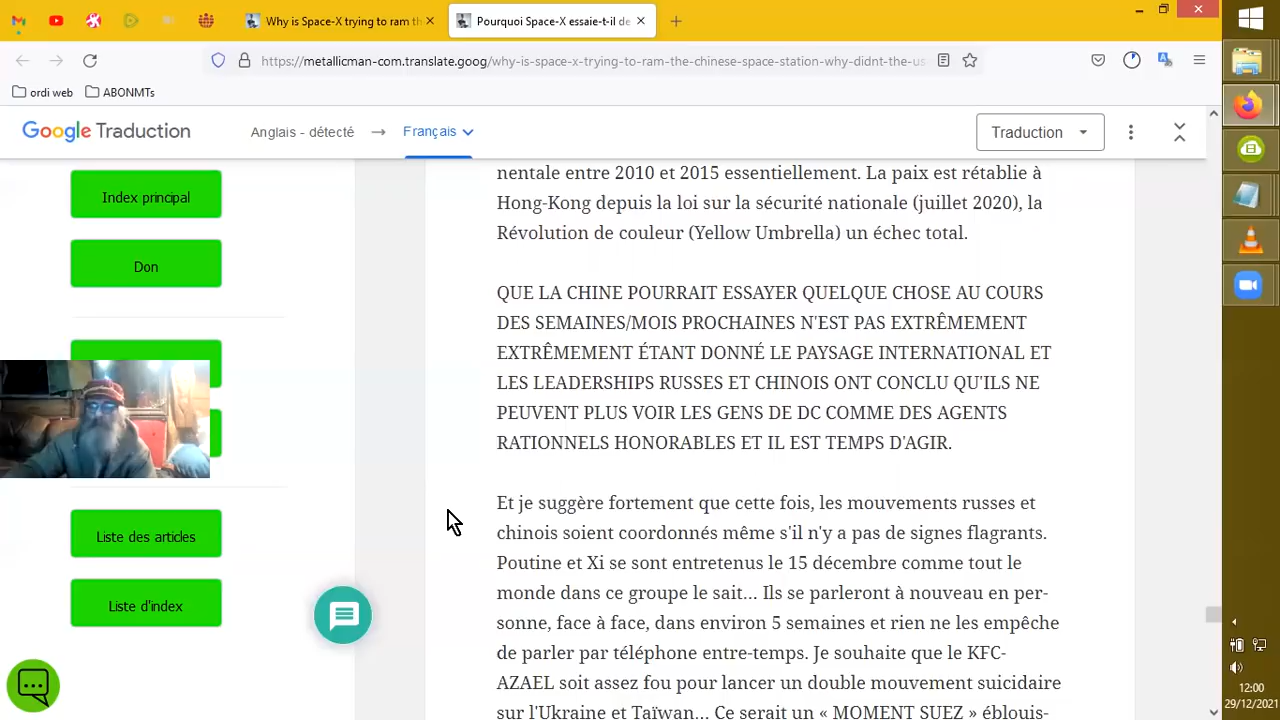 Why is Space-X trying to ram th
Pourquoi Space-X essaie-t-il de
https://metallicman-com.translate.goog/why-is-space-x-trying-to-ram-the-chinese-space-station-why-didnt-the-us
ordi web
ABONMTs
Google Traduction
Anglais - détecté
Français
Traduction
Index principal
Don
Liste des articles
Liste d'index
nentale entre 2010 et 2015 essentiellement. La paix est rétablie à
Hong-Kong depuis la loi sur la sécurité nationale (juillet 2020), la
Révolution de couleur (Yellow Umbrella) un échec total.
QUE LA CHINE POURRAIT ESSAYER QUELQUE CHOSE AU COURS
DES SEMAINES/MOIS PROCHAINES N'EST PAS EXTRÊMEMENT
EXTRÊMEMENT ÉTANT DONNÉ LE PAYSAGE INTERNATIONAL ET
LES LEADERSHIPS RUSSES ET CHINOIS ONT CONCLU QU'ILS NE
PEUVENT PLUS VOIR LES GENS DE DC COMME DES AGENTS
RATIONNELS HONORABLES ET IL EST TEMPS D'AGIR.
Et je suggère fortement que cette fois, les mouvements russes et
chinois soient coordonnés même s'il n'y a pas de signes flagrants.
Poutine et Xi se sont entretenus le 15 décembre comme tout le
monde dans ce groupe le sait... Ils se parleront à nouveau en per-
sonne, face à face, dans environ 5 semaines et rien ne les empêche
de parler par téléphone entre-temps. Je souhaite que le KFC-
AZAEL soit assez fou pour lancer un double mouvement suicidaire
sur l'Ukraine et Taïwan... Ce serait un « MOMENT SUEZ » éblouis-
12:00
29/12/2021